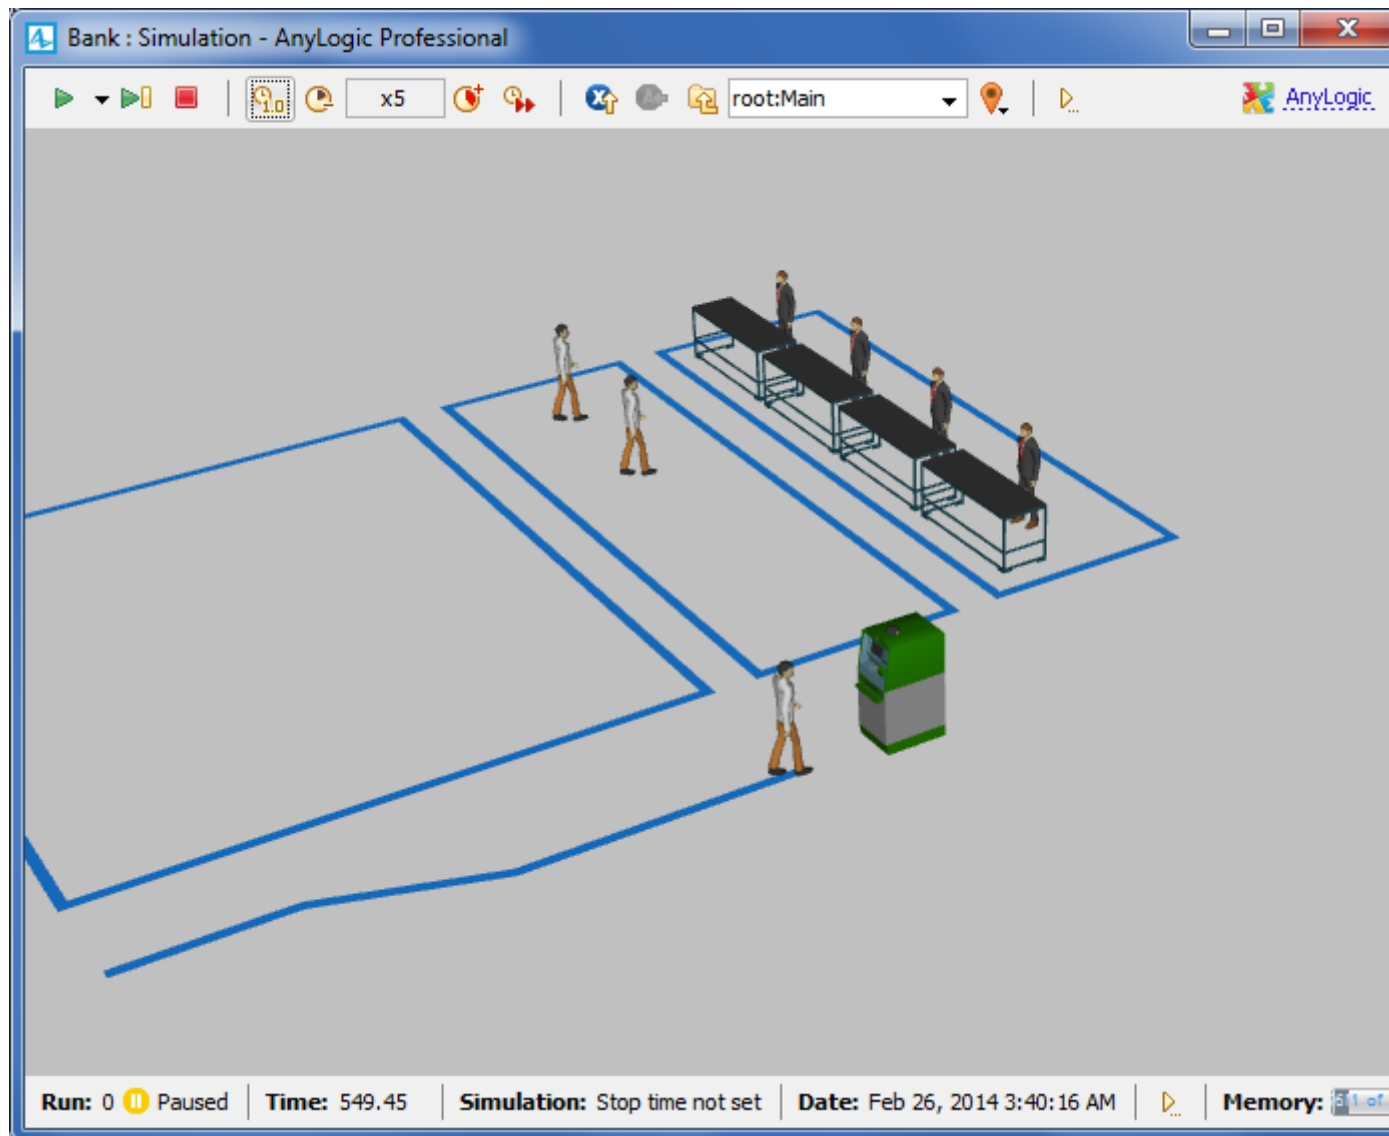 Bank : Simulation - AnyLogic Professional
x5 root:Main AnyLogic
Run: 0 Paused Time: 549.45 Simulation: Stop time not set Date: Feb 26, 2014 3:40:16 AM Memory: